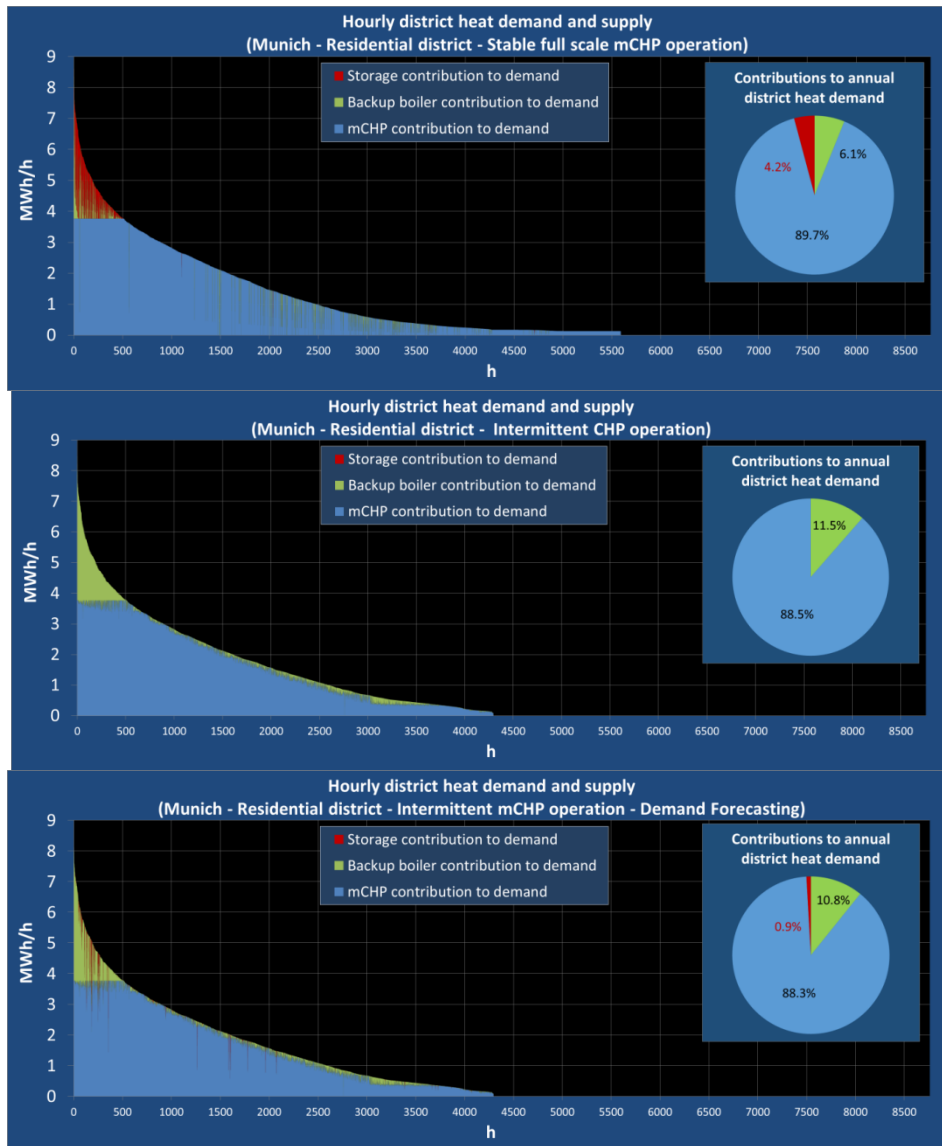 Hourly district heat demand and supply
(Munich - Residential district - Stable full scale mCHP operation)
9
8
7
6
5
4
3
2
1
0
MWh/h
Storage contribution to demand
Backup boiler contribution to demand
mCHP contribution to demand
Contributions to annual
district heat demand
6.1%
4.2%
89.7%
0 500 1000 1500 2000 2500 3000 3500 4000 4500 5000 5500 6000 6500 7000 7500 8000 8500
h
Hourly district heat demand and supply
(Munich - Residential district - Intermittent CHP operation)
9
8
7
6
5
4
3
2
1
0
MWh/h
Storage contribution to demand
Backup boiler contribution to demand
mCHP contribution to demand
Contributions to annual
district heat demand
11.5%
88.5%
0 500 1000 1500 2000 2500 3000 3500 4000 4500 5000 5500 6000 6500 7000 7500 8000 8500
h
Hourly district heat demand and supply
(Munich - Residential district - Intermittent mCHP operation - Demand Forecasting)
9
8
7
6
5
4
3
2
1
0
MWh/h
Storage contribution to demand
Backup boiler contribution to demand
mCHP contribution to demand
Contributions to annual
district heat demand
10.8%
0.9%
88.3%
0 500 1000 1500 2000 2500 3000 3500 4000 4500 5000 5500 6000 6500 7000 7500 8000 8500
h